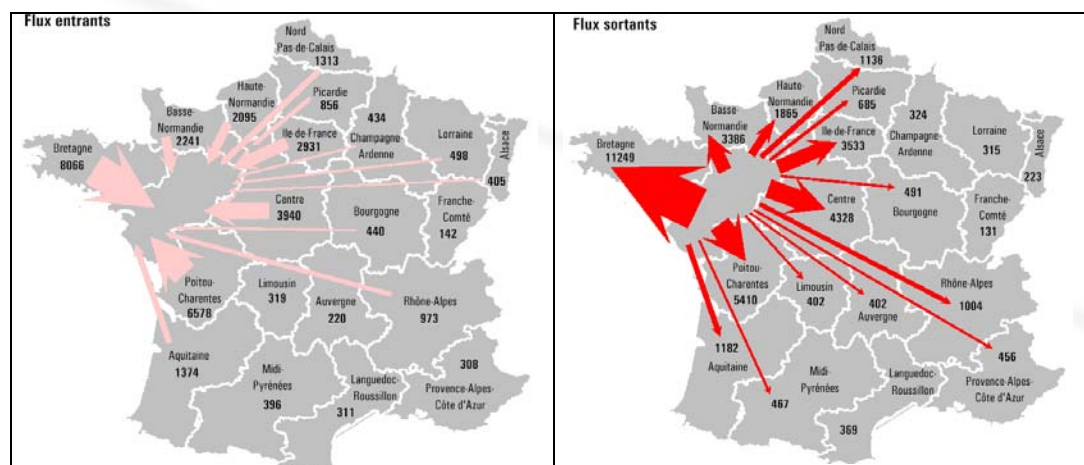 Flux entrants
Nord
Pas-de-Calais
1313
Haute-
Normandie
2095
Picardie
856
Basse-
Normandie
2241
Ile-de-France
2931
434
Champagne
Ardenne
Lorraine
498
Alsace
405
Bretagne
8066
Centre
3940
Bourgogne
440
Franche-
Comté
142
Poitou-
Charentes
6578
Limousin
319
Auvergne
220
Rhône-Alpes
973
Aquitaine
1374
Midi-
Pyrénées
396
Languedoc-
Roussillon
311
308
Provence-Alpes-
Côte d'Azur
Flux sortants
Nord
Pas-de-Calais
1136
Haute-
Normandie
1865
Picardie
685
Basse-
Normandie
3386
Ile-de-France
3533
324
Champagne-
Ardenne
Lorraine
315
Alsace
223
Bretagne
11249
Centre
4328
491
Bourgogne
Franche-
Comté
131
Poitou-
Charentes
5410
Limousin
402
402
Auvergne
Rhône-Alpes
1004
1182
Aquitaine
Midi-
Pyrénées
467
Languedoc-
Roussillon
369
456
Provence-Alpes-
Côte d'Azur